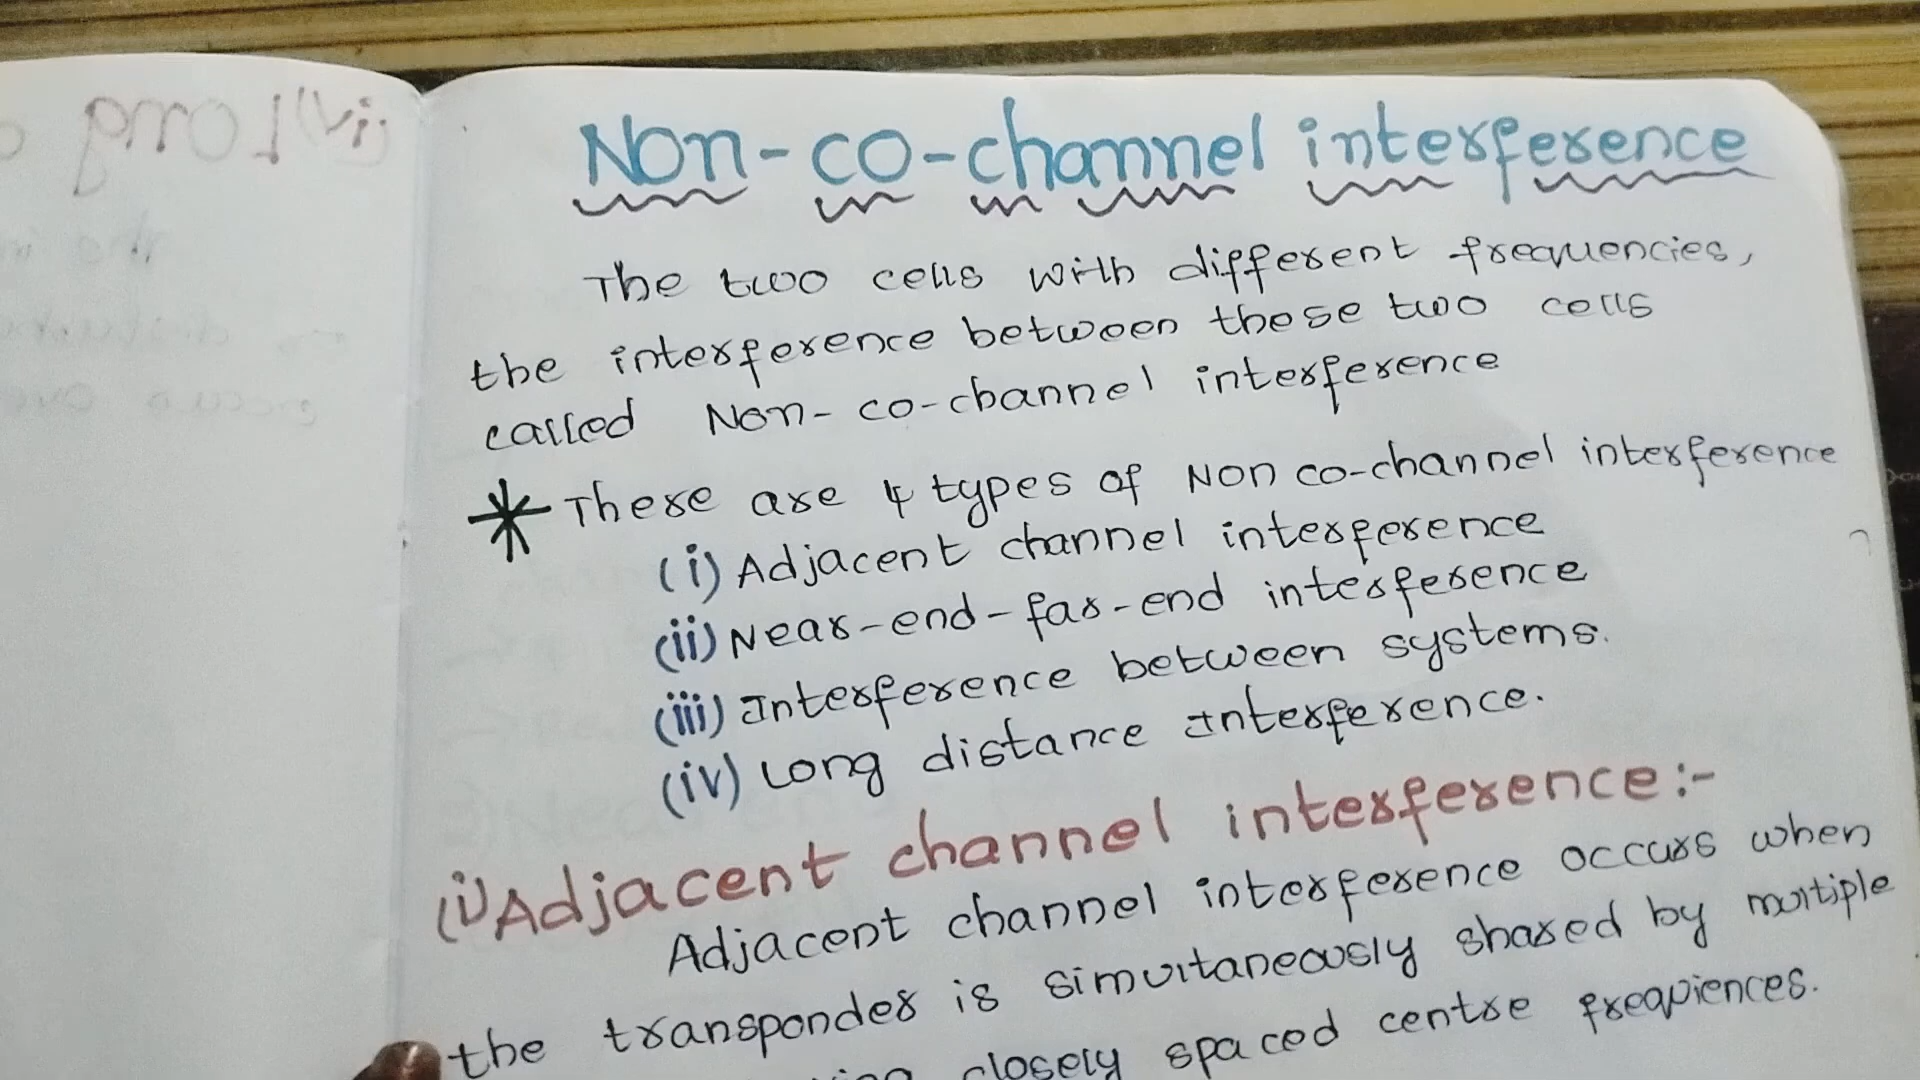 Non-co-channel interference
The two cells with different frequencies,
the interference between these two cells
called Non-co-channel interference
* There are 4 types of Non co-channel interference
(i) Adjacent channel interference
(ii) Near-end-far-end interference
(iii) Interference between systems.
(iv) Long distance Interference.
(i) Adjacent channel interference:-
Adjacent channel interference occurs when
the transponder is simultaneously shared by multiple
closely spaced centre freqiences.